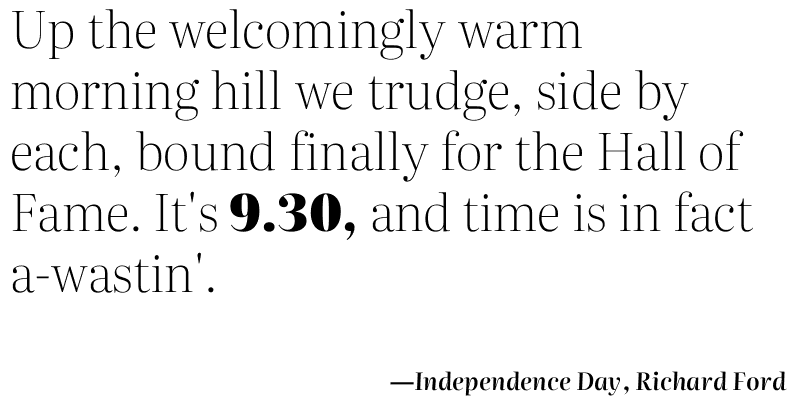 Up the welcomingly warm
morning hill we trudge, side by
each, bound finally for the Hall of
Fame. It's 9.30, and time is in fact
a-wastin'.
—Independence Day, Richard Ford